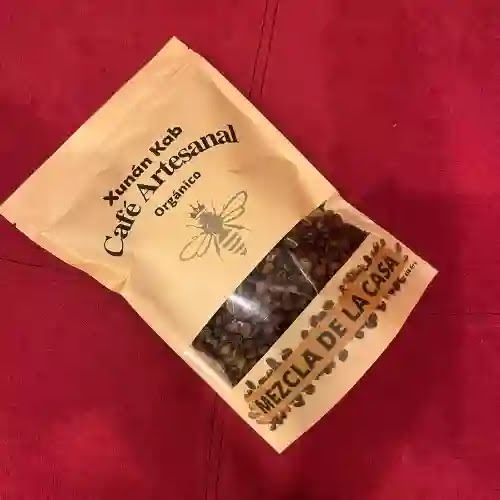 Xunán Kab
Café Artesanal
Orgánico
MEZCLA DE LA CASA